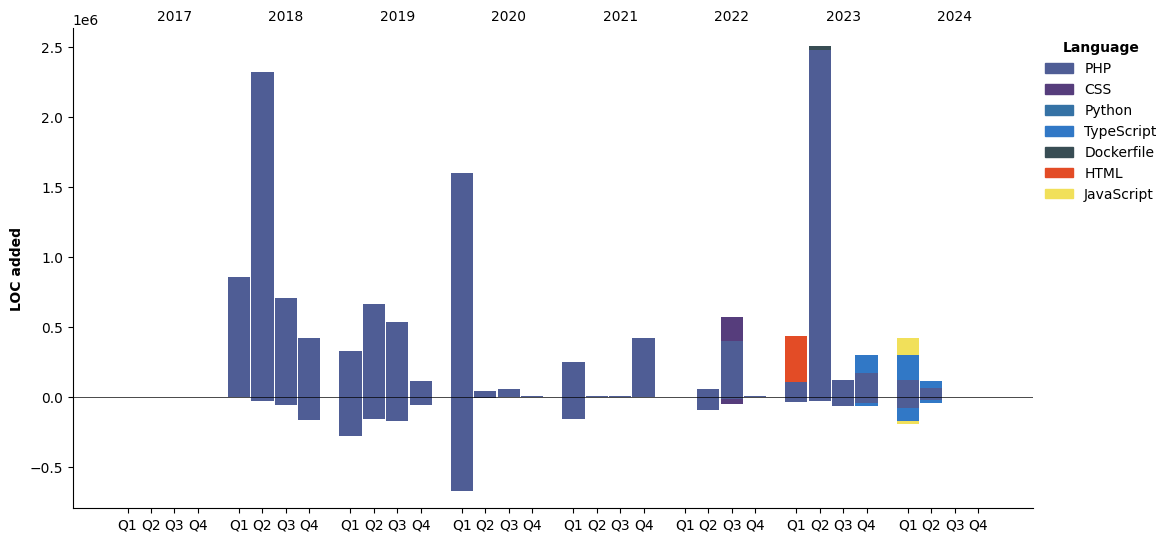 2017 2018 2019 2020 2021 2022 2023 2024
1e6
Language
PHP
CSS
Python
TypeScript
Dockerfile
HTML
JavaScript
LOC added
2.5
2.0
1.5
1.0
0.5
0.0
−0.5
Q1 Q2 Q3 Q4 Q1 Q2 Q3 Q4 Q1 Q2 Q3 Q4 Q1 Q2 Q3 Q4 Q1 Q2 Q3 Q4 Q1 Q2 Q3 Q4 Q1 Q2 Q3 Q4 Q1 Q2 Q3 Q4